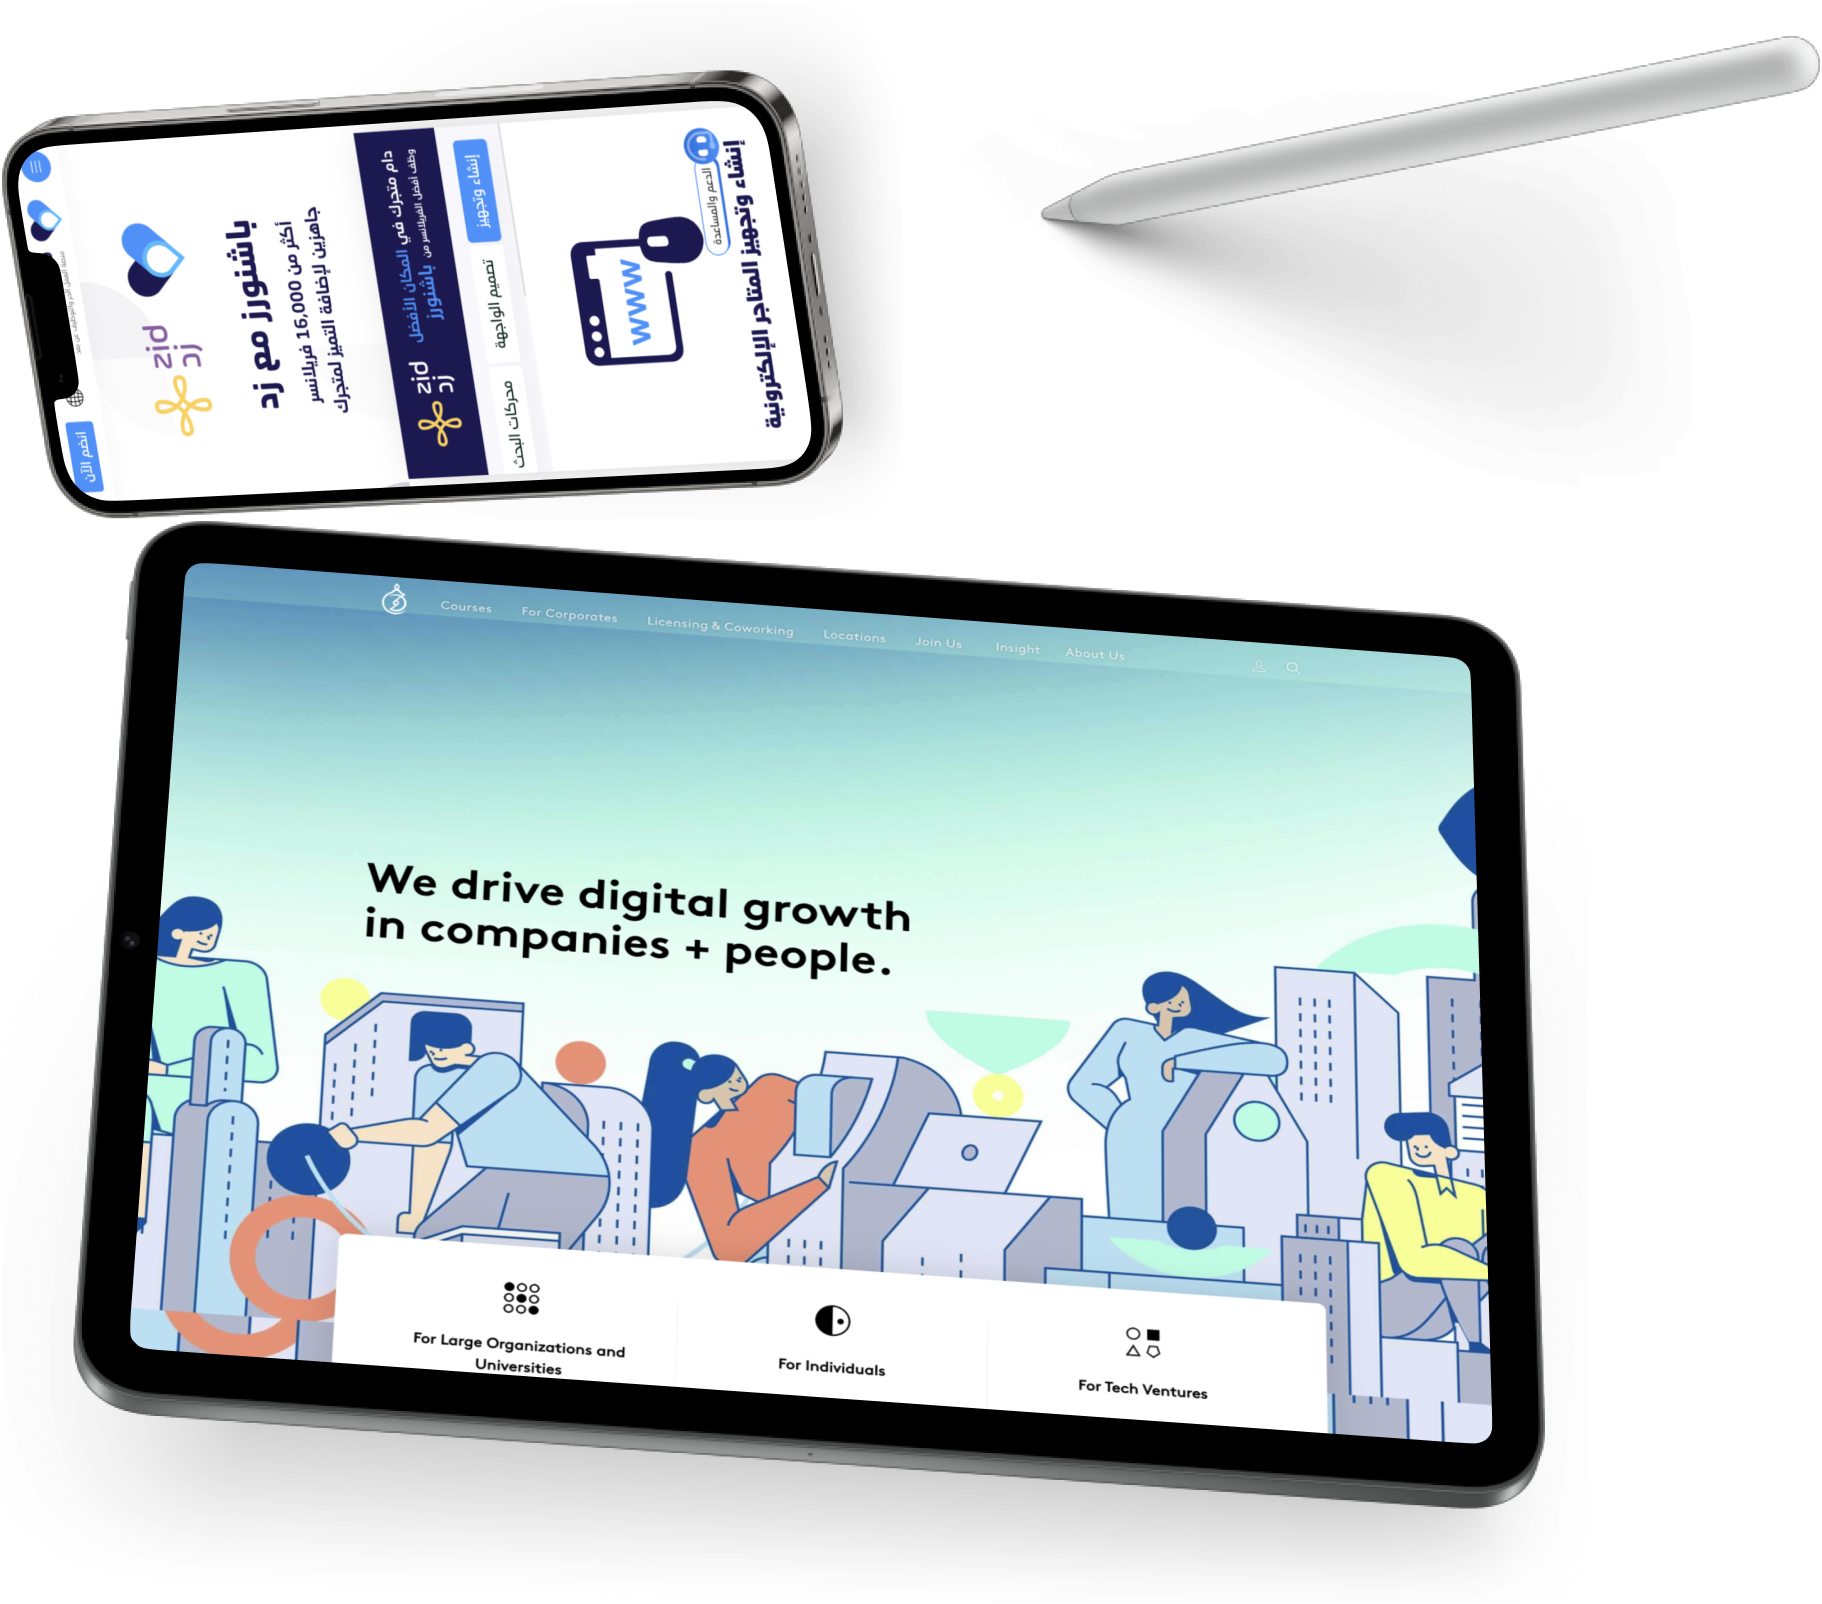 انضم الآن
zid
زد
باشنورز مع زد
أكثر من 16,000 فريلانسر
جاهزين لإضافة التميز لمتجرك
دام متجرك في المكان الأفضل
وظف أفضل الفريلانسر من باشنورز
zid
زد
إنشاء وتجهيز
تصميم الواجهة
محركات البحث
www
الدعم والمساعدة
إنشاء وتجهيز المتاجر الإلكترونية
Courses
For Corporates
Licensing & Coworking
Locations
Join Us
Insight
About Us
We drive digital growth
in companies + people.
For Large Organizations and
Universities
For Individuals
For Tech Ventures